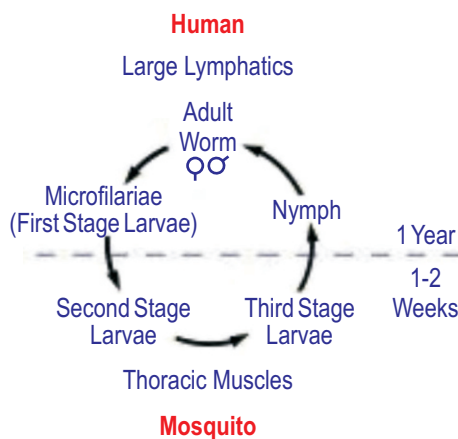 Human
Large Lymphatics
Adult
Worm
♀♂
Microfilariae
(First Stage Larvae)
Nymph
1 Year
1-2
Weeks
Second Stage
Larvae
Third Stage
Larvae
Thoracic Muscles
Mosquito